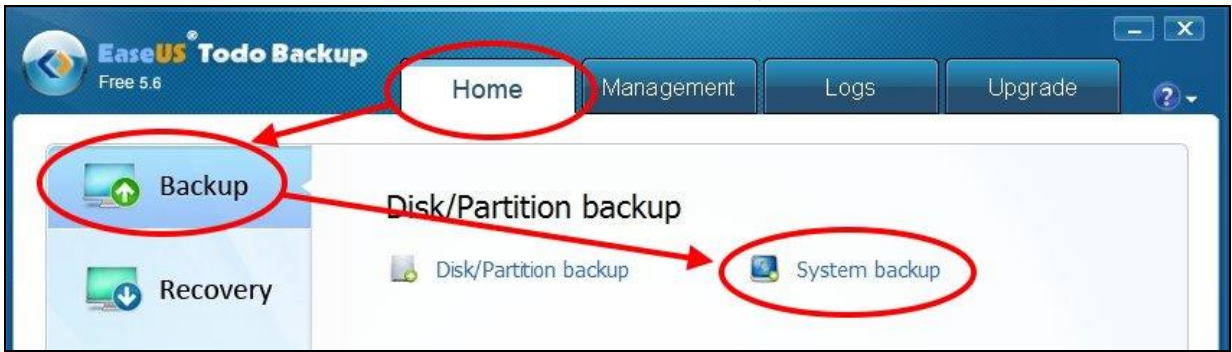 EaseUS® Todo Backup
Free 5.6
Home Management Logs Upgrade
?
Backup
Recovery
Disk/Partition backup
Disk/Partition backup System backup